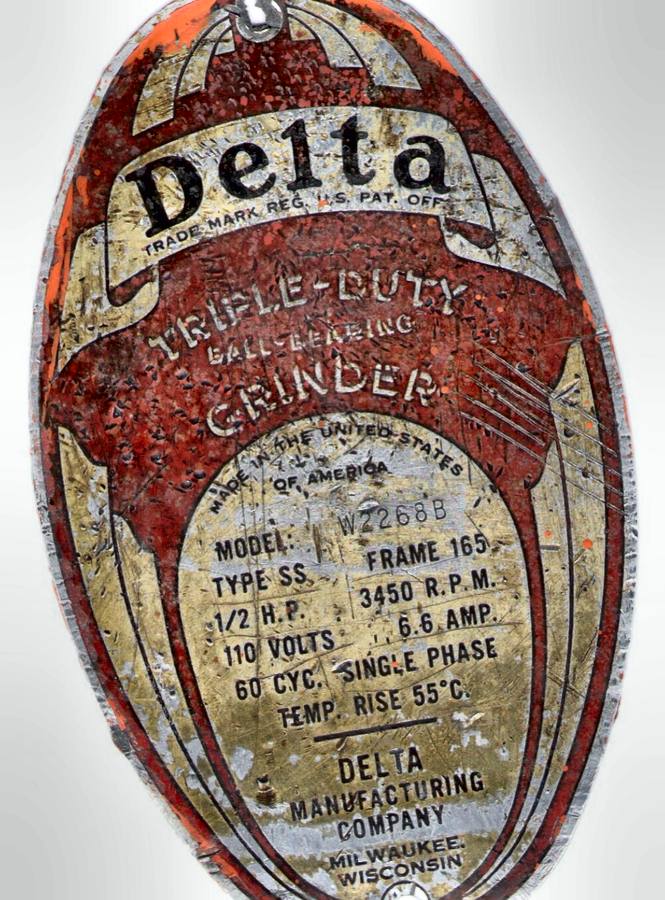 Delta
TRADE MARK REG. U.S. PAT. OFF.
TRIPLE-DUTY
BALL-BEARING
GRINDER
MADE IN THE UNITED STATES
OF AMERICA
MODEL: W2268B
TYPE SS FRAME 165
1/2 H.P. 3450 R.P.M.
110 VOLTS 6.6 AMP.
60 CYC. SINGLE PHASE
TEMP. RISE 55°C.
DELTA
MANUFACTURING
COMPANY
MILWAUKEE,
WISCONSIN